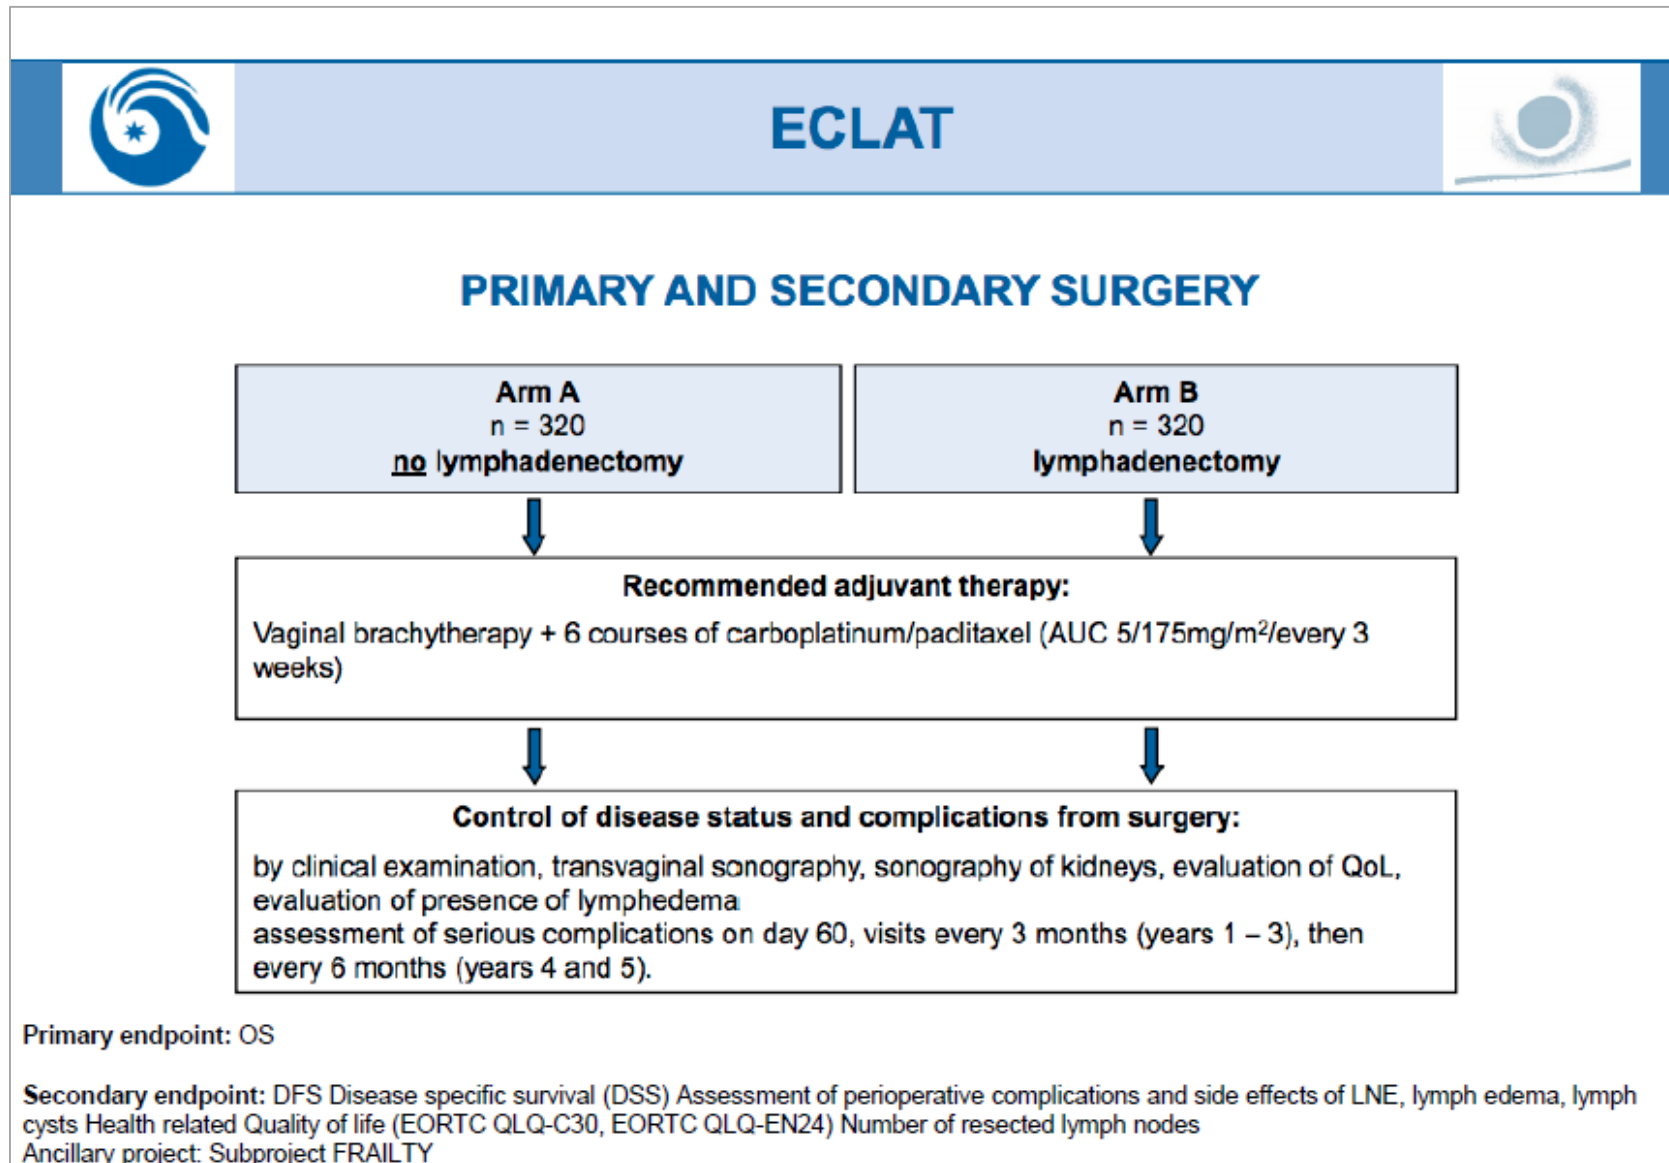 ECLAT
PRIMARY AND SECONDARY SURGERY
Arm A
n = 320
no lymphadenectomy
Arm B
n = 320
lymphadenectomy
Recommended adjuvant therapy:
Vaginal brachytherapy + 6 courses of carboplatinum/paclitaxel (AUC 5/175mg/m²/every 3
weeks)
Control of disease status and complications from surgery:
by clinical examination, transvaginal sonography, sonography of kidneys, evaluation of QoL,
evaluation of presence of lymphedema
assessment of serious complications on day 60, visits every 3 months (years 1 – 3), then
every 6 months (years 4 and 5).
Primary endpoint: OS
Secondary endpoint: DFS Disease specific survival (DSS) Assessment of perioperative complications and side effects of LNE, lymph edema, lymph
cysts Health related Quality of life (EORTC QLQ-C30, EORTC QLQ-EN24) Number of resected lymph nodes
Ancillary project: Subproject FRAILTY